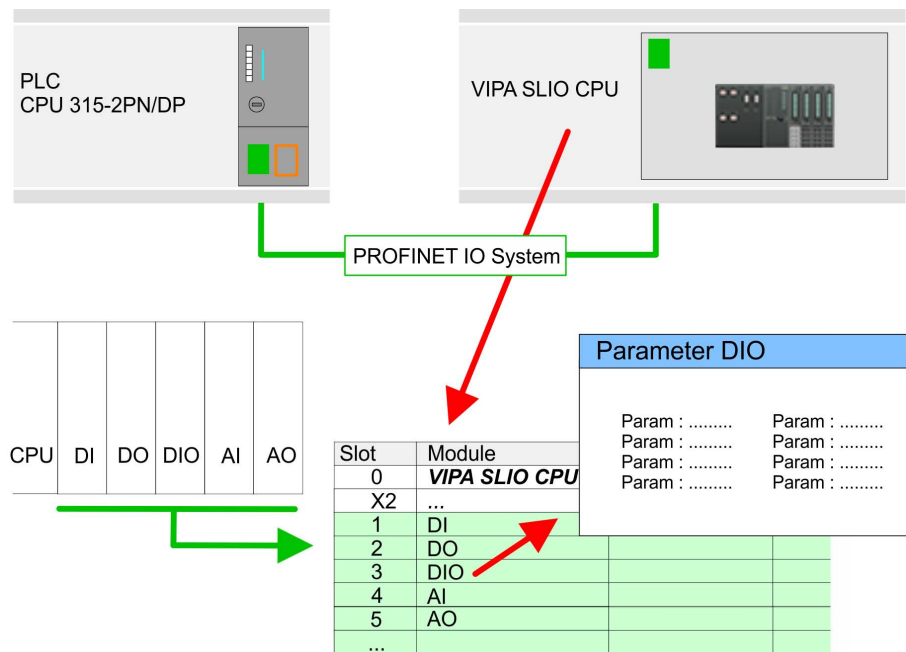 PLC
CPU 315-2PN/DP
VIPA SLIO CPU
PROFINET IO System
CPU DI DO DIO AI AO
Parameter DIO
Param : ......... Param : .........
Param : ......... Param : .........
Param : ......... Param : .........
Param : ......... Param : .........
Slot Module
0 VIPA SLIO CPU
X2 ...
1 DI
2 DO
3 DIO
4 AI
5 AO
...